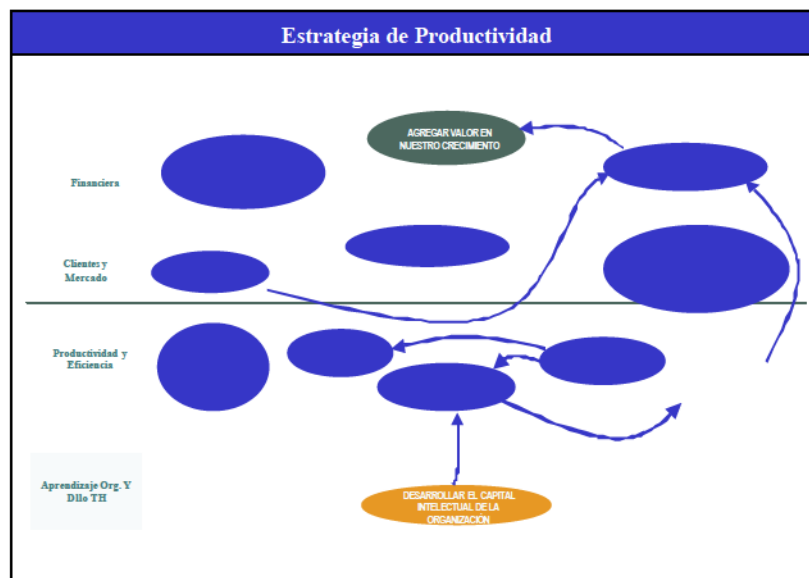 Estrategia de Productividad
AGREGAR VALOR EN
NUESTRO CRECIMIENTO
Financiera
Clientes y
Mercado
Productividad y
Eficiencia
Aprendizaje Org. Y
Dllo TH
DESARROLLAR EL CAPITAL
INTELECTUAL DE LA
ORGANIZACIÓN